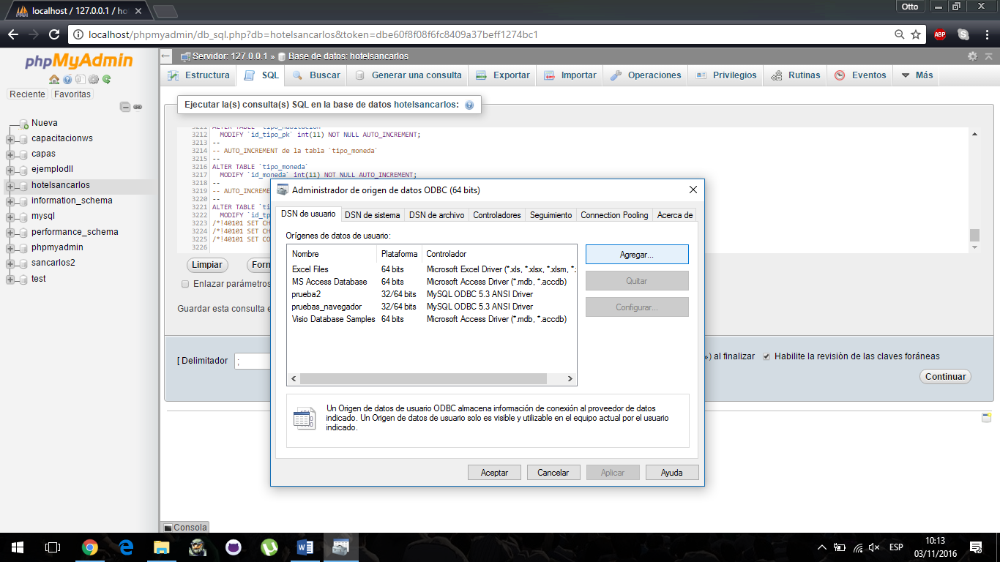 localhost / 127.0.0.1 / ho
Otto
localhost/phpmyadmin/db_sql.php?db=hotelsancarlos&token=dbe60f8f08f6fc8409a37beff1274bc1
ABP
phpMyAdmin
Reciente Favoritas
Nueva
capacitacionws
capas
ejemplodll
hotelsancarlos
information_schema
mysql
performance_schema
phpmyadmin
sancarlos2
test
Servidor: 127.0.0.1 » Base de datos: hotelsancarlos
Estructura SQL Buscar Generar una consulta Exportar Importar Operaciones Privilegios Rutinas Eventos Más
Ejecutar la(s) consulta(s) SQL en la base de datos hotelsancarlos:
3211 ALTER TABLE `tipo_habitacion`
3212 MODIFY `id_tipo_pk` int(11) NOT NULL AUTO_INCREMENT;
3213 --
3214 -- AUTO_INCREMENT de la tabla `tipo_moneda`
3215 --
3216 ALTER TABLE `tipo_moneda`
3217 MODIFY `id_moneda` int(11) NOT NULL AUTO_INCREMENT;
3218 --
3219 -- AUTO_INCREME
3220 --
3221 ALTER TABLE `ti
3222 MODIFY `id_tp
3223 /*!40101 SET CH
3224 /*!40101 SET CH
3225 /*!40101 SET CO
3226
Limpiar Forn
Enlazar parámetros
Guardar esta consulta e
[ Delimitador ;
») al finalizar Habilite la revisión de las claves foráneas
Continuar
Consola
Administrador de origen de datos ODBC (64 bits)
DSN de usuario DSN de sistema DSN de archivo Controladores Seguimiento Connection Pooling Acerca de
Orígenes de datos de usuario:
Nombre Plataforma Controlador
Excel Files 64 bits Microsoft Excel Driver (*.xls, *.xlsx, *.xlsm, *.
MS Access Database 64 bits Microsoft Access Driver (*.mdb, *.accdb)
prueba2 32/64 bits MySQL ODBC 5.3 ANSI Driver
pruebas_navegador 32/64 bits MySQL ODBC 5.3 ANSI Driver
Visio Database Samples 64 bits Microsoft Access Driver (*.mdb, *.accdb)
Agregar...
Quitar
Configurar...
Un Origen de datos de usuario ODBC almacena información de conexión al proveedor de datos
indicado. Un Origen de datos de usuario solo es visible y utilizable en el equipo actual por el usuario
indicado.
Aceptar Cancelar Aplicar Ayuda
ESP
10:13
03/11/2016